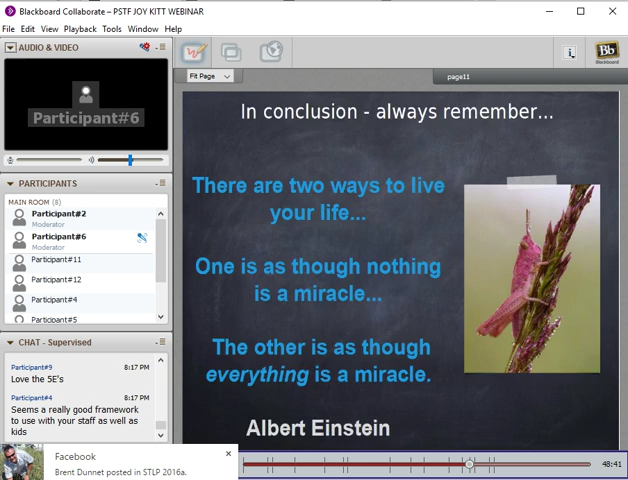 Blackboard Collaborate – PSTF JOY KITT WEBINAR
File Edit View Playback Tools Window Help
AUDIO & VIDEO
Participant#6
PARTICIPANTS
MAIN ROOM (8)
Participant#2
Moderator
Participant#6
Moderator
Participant#11
Participant#12
Participant#4
Participant#5
CHAT - Supervised
Participant#9 8:17 PM
Love the 5E's
Participant#4 8:17 PM
Seems a really good framework
to use with your staff as well as
kids
Facebook
Brent Dunnet posted in STLP 2016a.
i
Bb
Blackboard
Fit Page
page11
In conclusion - always remember...
There are two ways to live
your life...
One is as though nothing
is a miracle...
The other is as though
everything is a miracle.
Albert Einstein
48:41